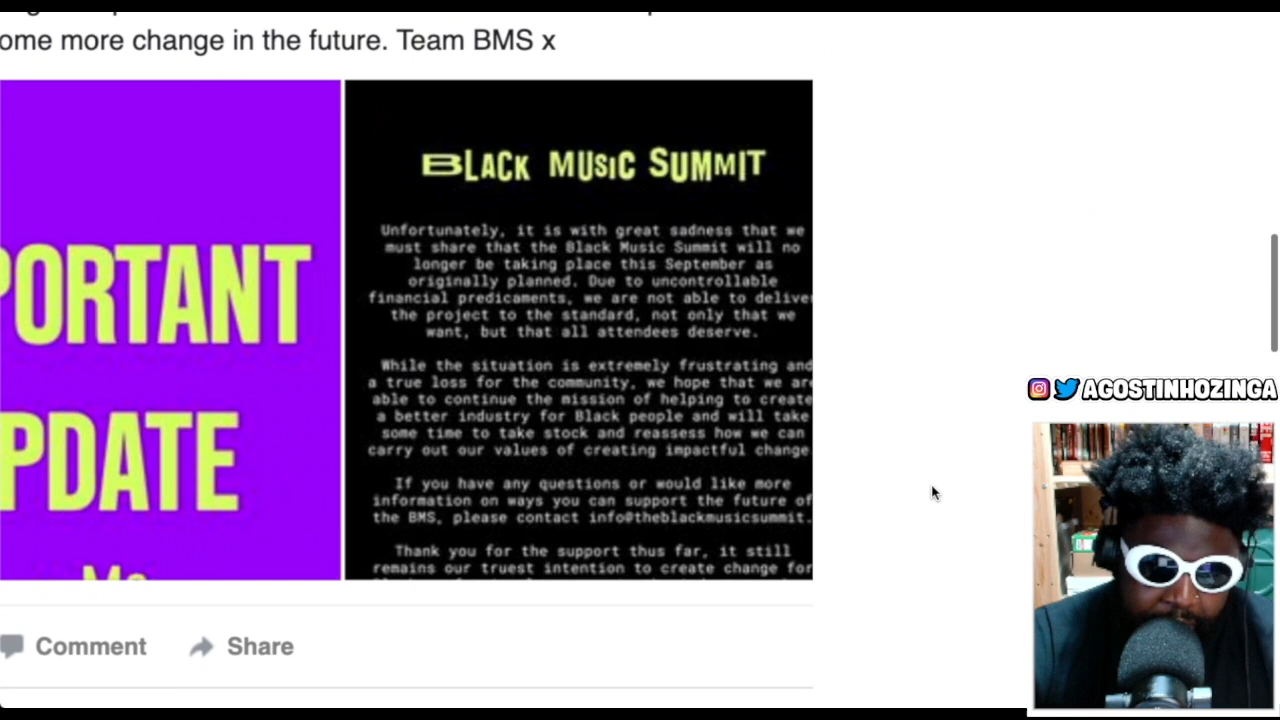 ome more change in the future. Team BMS x
PORTANT
PDATE
BLACK MUSIC SUMMIT
Unfortunately, it is with great sadness that we
must share that the Black Music Summit will no
longer be taking place this September as
originally planned. Due to uncontrollable
financial predicaments, we are not able to deliver
the project to the standard, not only that we
want, but that all attendees deserve.
While the situation is extremely frustrating and
a true loss for the community, we hope that we are
able to continue the mission of helping to create
a better industry for Black people and will take
some time to take stock and reassess how we can
carry out our values of creating impactful change
If you have any questions or would like more
information on ways you can support the future of
the BMS, please contact info@theblackmusicsummit.
Thank you for the support thus far, it still
remains our truest intention to create change for
Comment
Share
AGOSTINHOZINGA